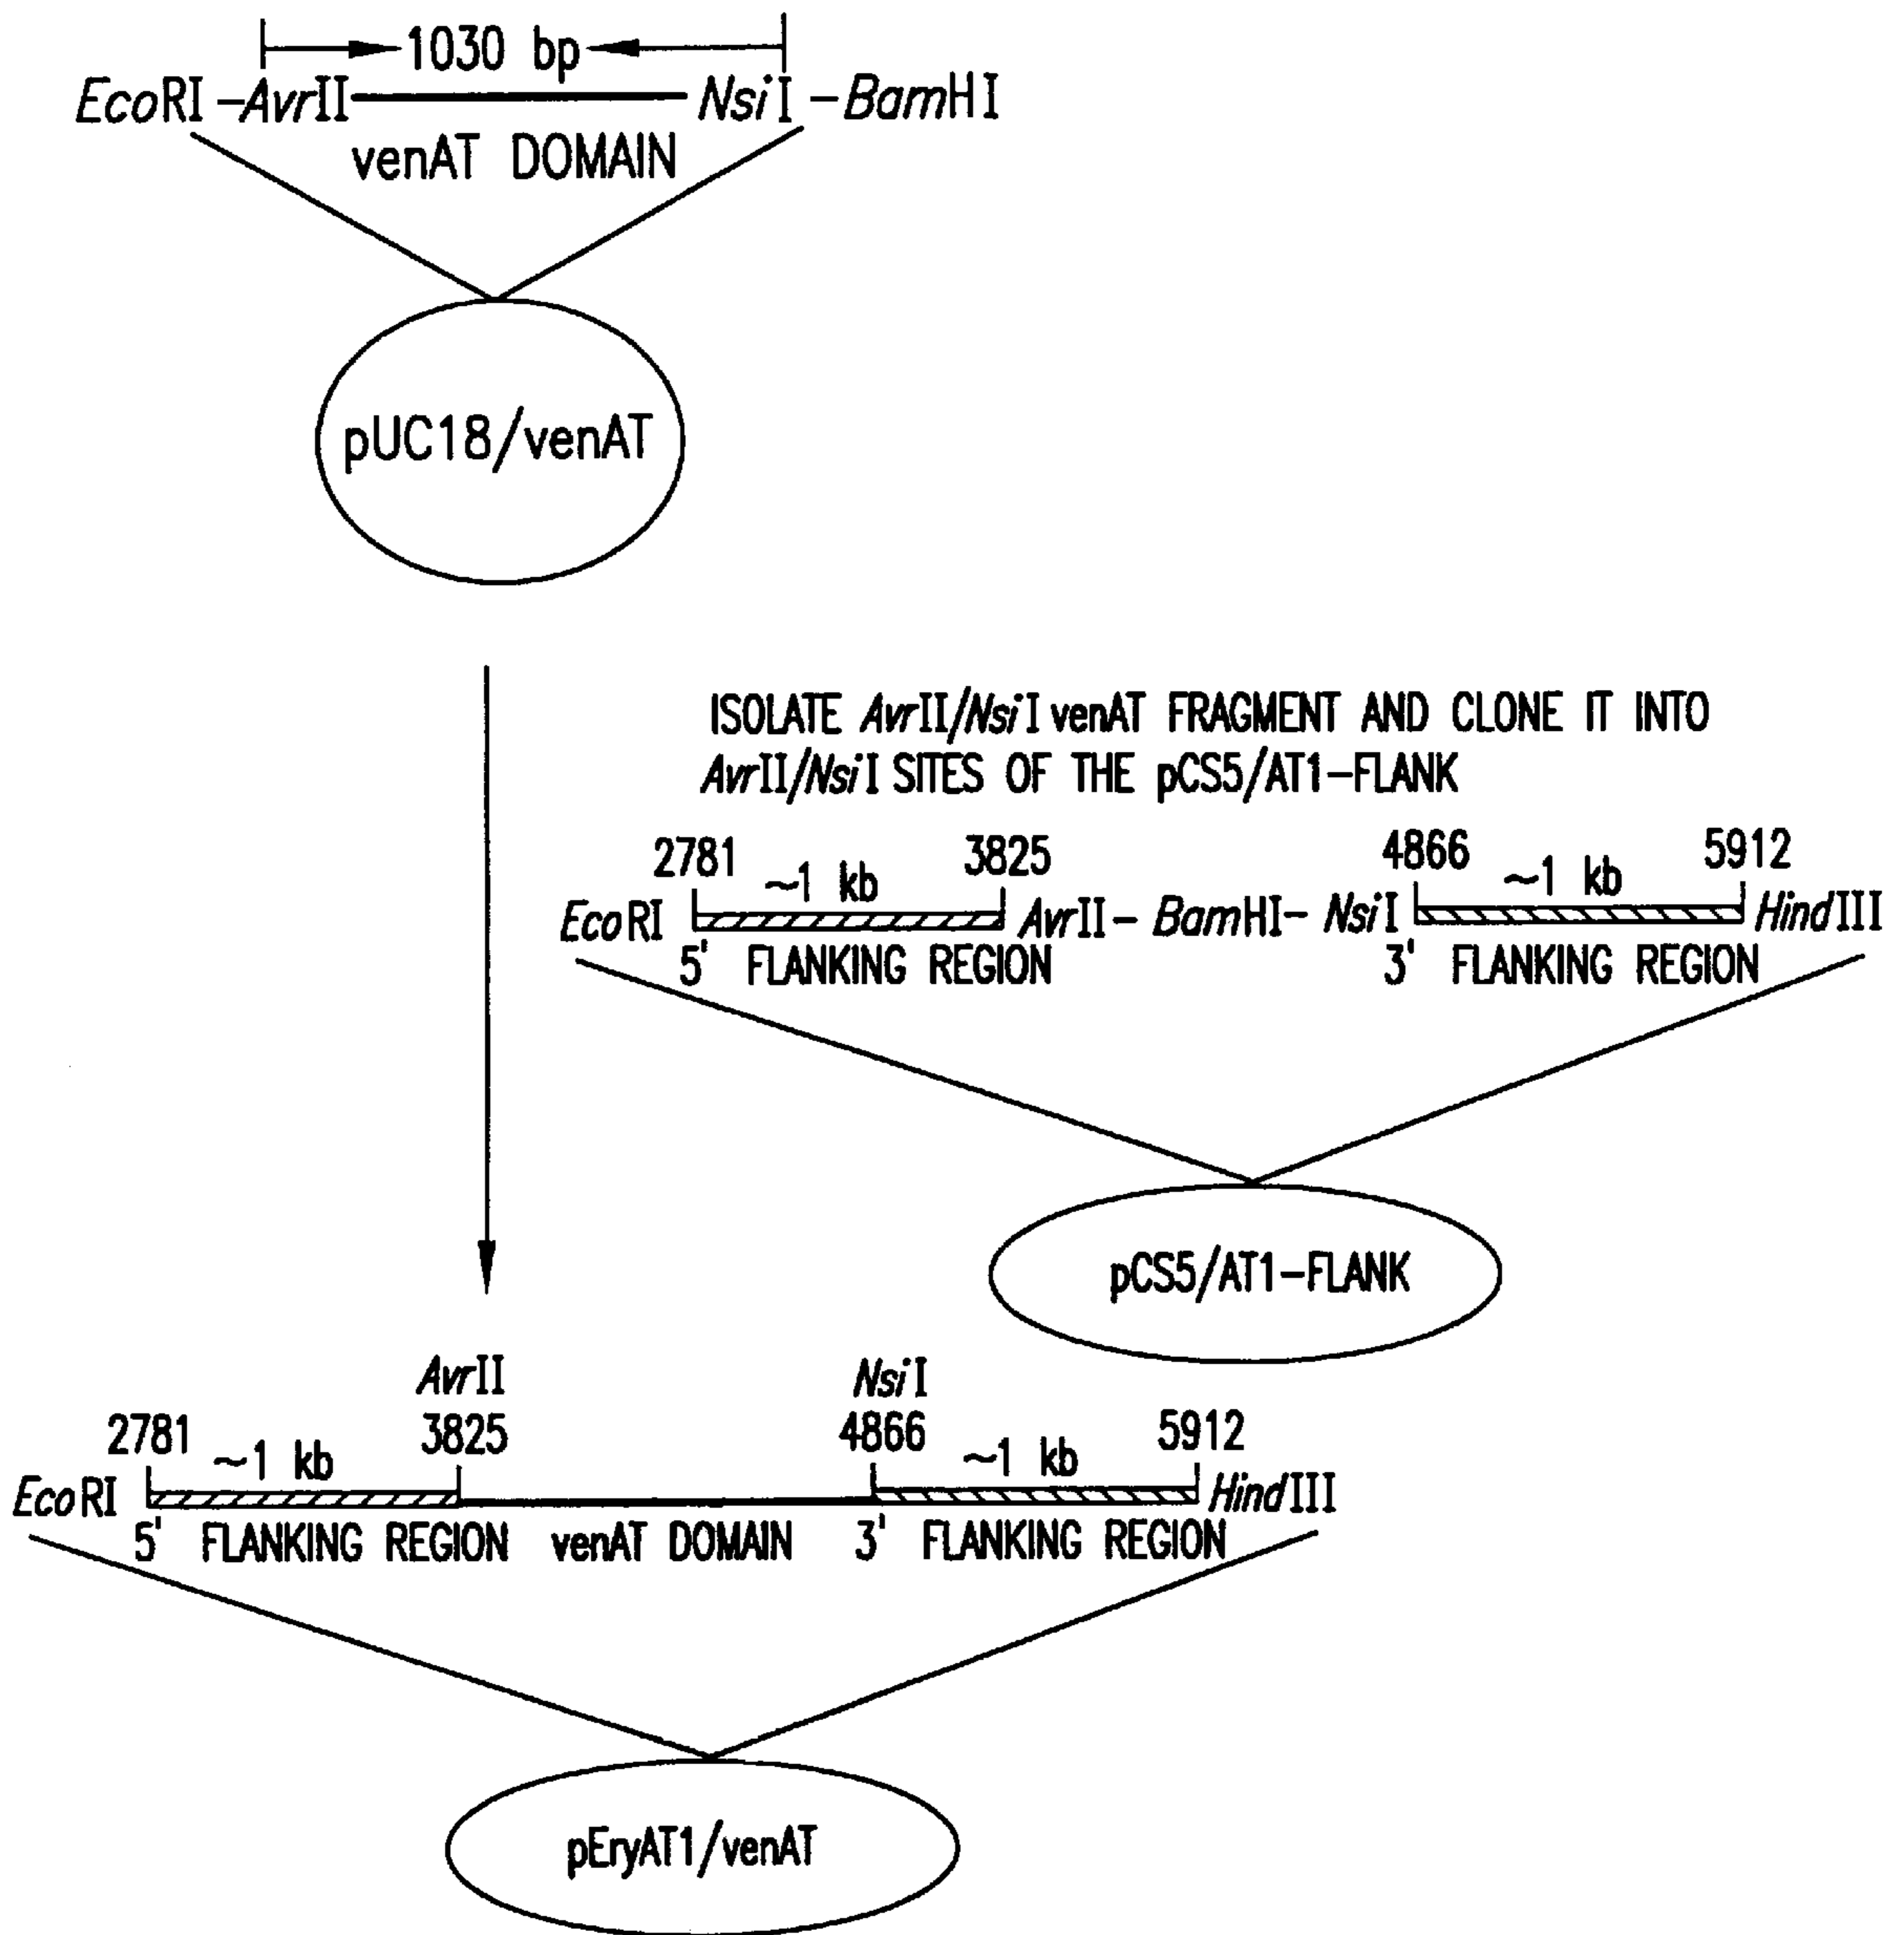 1030 bp
EcoRI-AvrII NsiI-BamHI
venAT DOMAIN
pUC18/venAT
ISOLATE AvrII/NsiI venAT FRAGMENT AND CLONE IT INTO
AvrII/NsiI SITES OF THE pCS5/AT1-FLANK
2781 ~1 kb 3825 4866 ~1 kb 5912
EcoRI AvrII- BamHI- NsiI HindIII
5' FLANKING REGION 3' FLANKING REGION
pCS5/AT1-FLANK
AvrII NsiI
2781 ~1 kb 3825 4866 ~1 kb 5912
EcoRI HindIII
5' FLANKING REGION venAT DOMAIN 3' FLANKING REGION
pEryAT1/venAT